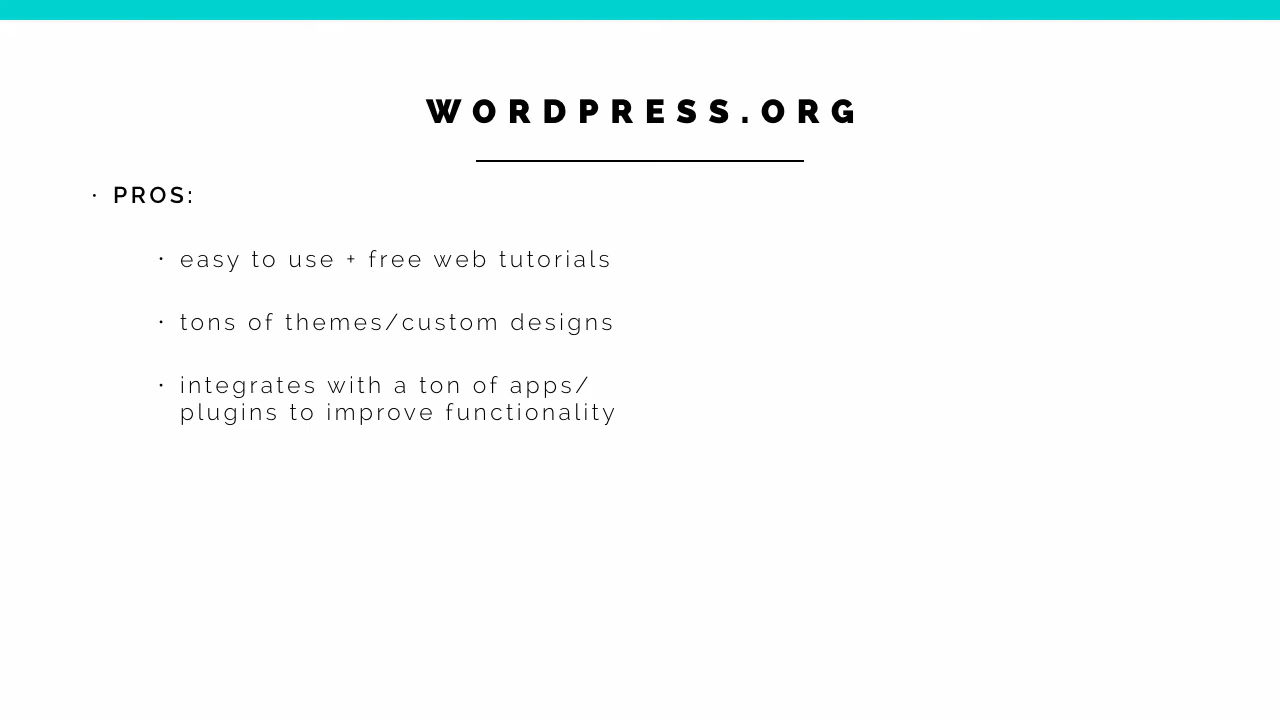 WORDPRESS.ORG
· PROS:
· easy to use + free web tutorials
· tons of themes/custom designs
· integrates with a ton of apps/
plugins to improve functionality